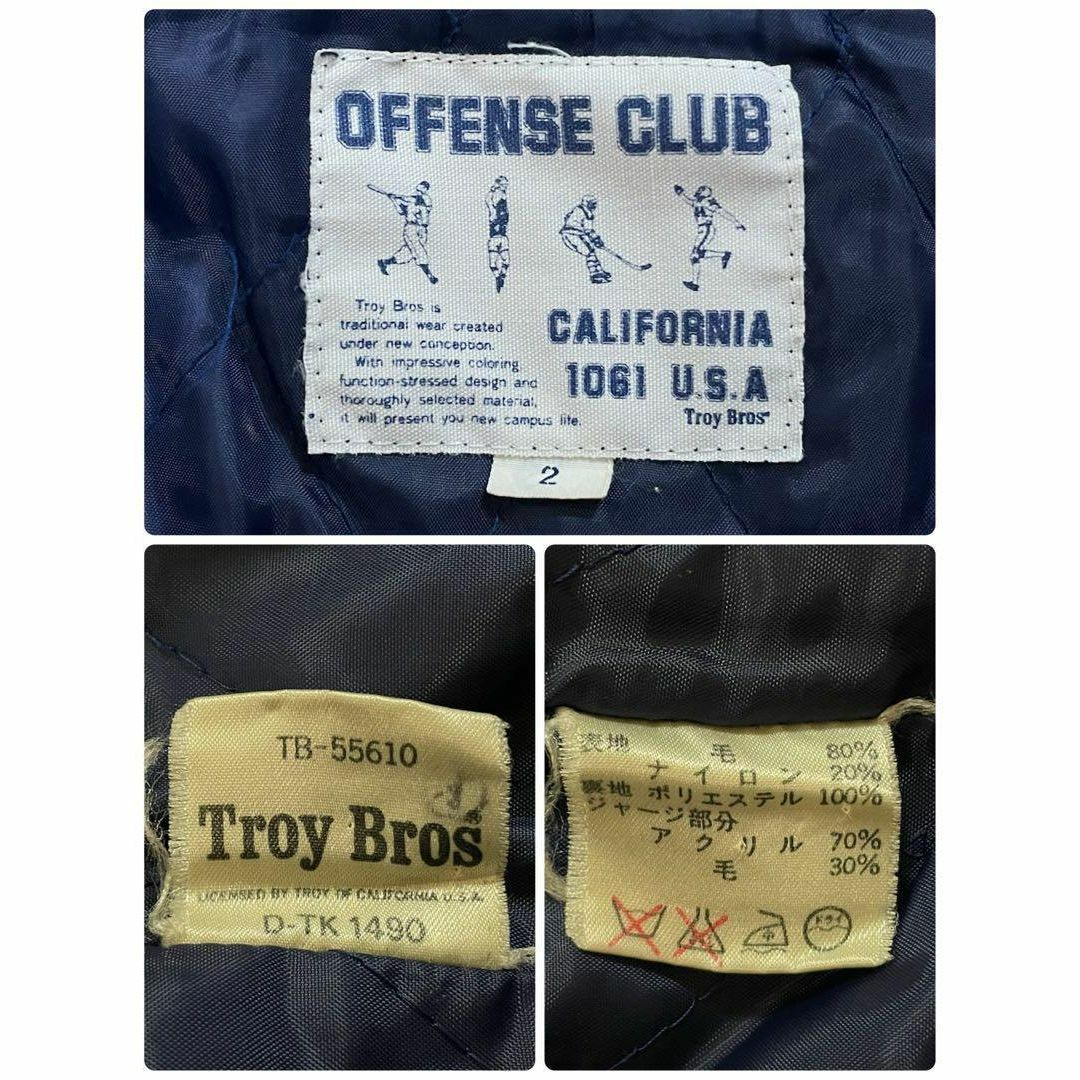 OFFENSE CLUB
Troy Bros is
traditional wear created
under new conception.
With impressive coloring
function-stressed design and
thoroughly selected material,
it will present you new campus life.
CALIFORNIA
1061 U.S.A
Troy Bros
2
TB-55610
Troy Bros
LICENSED BY TROY OF CALIFORNIA U.S.A.
D-TK 1490
表地 毛 80%
ナイロン 20%
裏地 ポリエステル 100%
ジャージ部分
アクリル 70%
毛 30%
ドライ